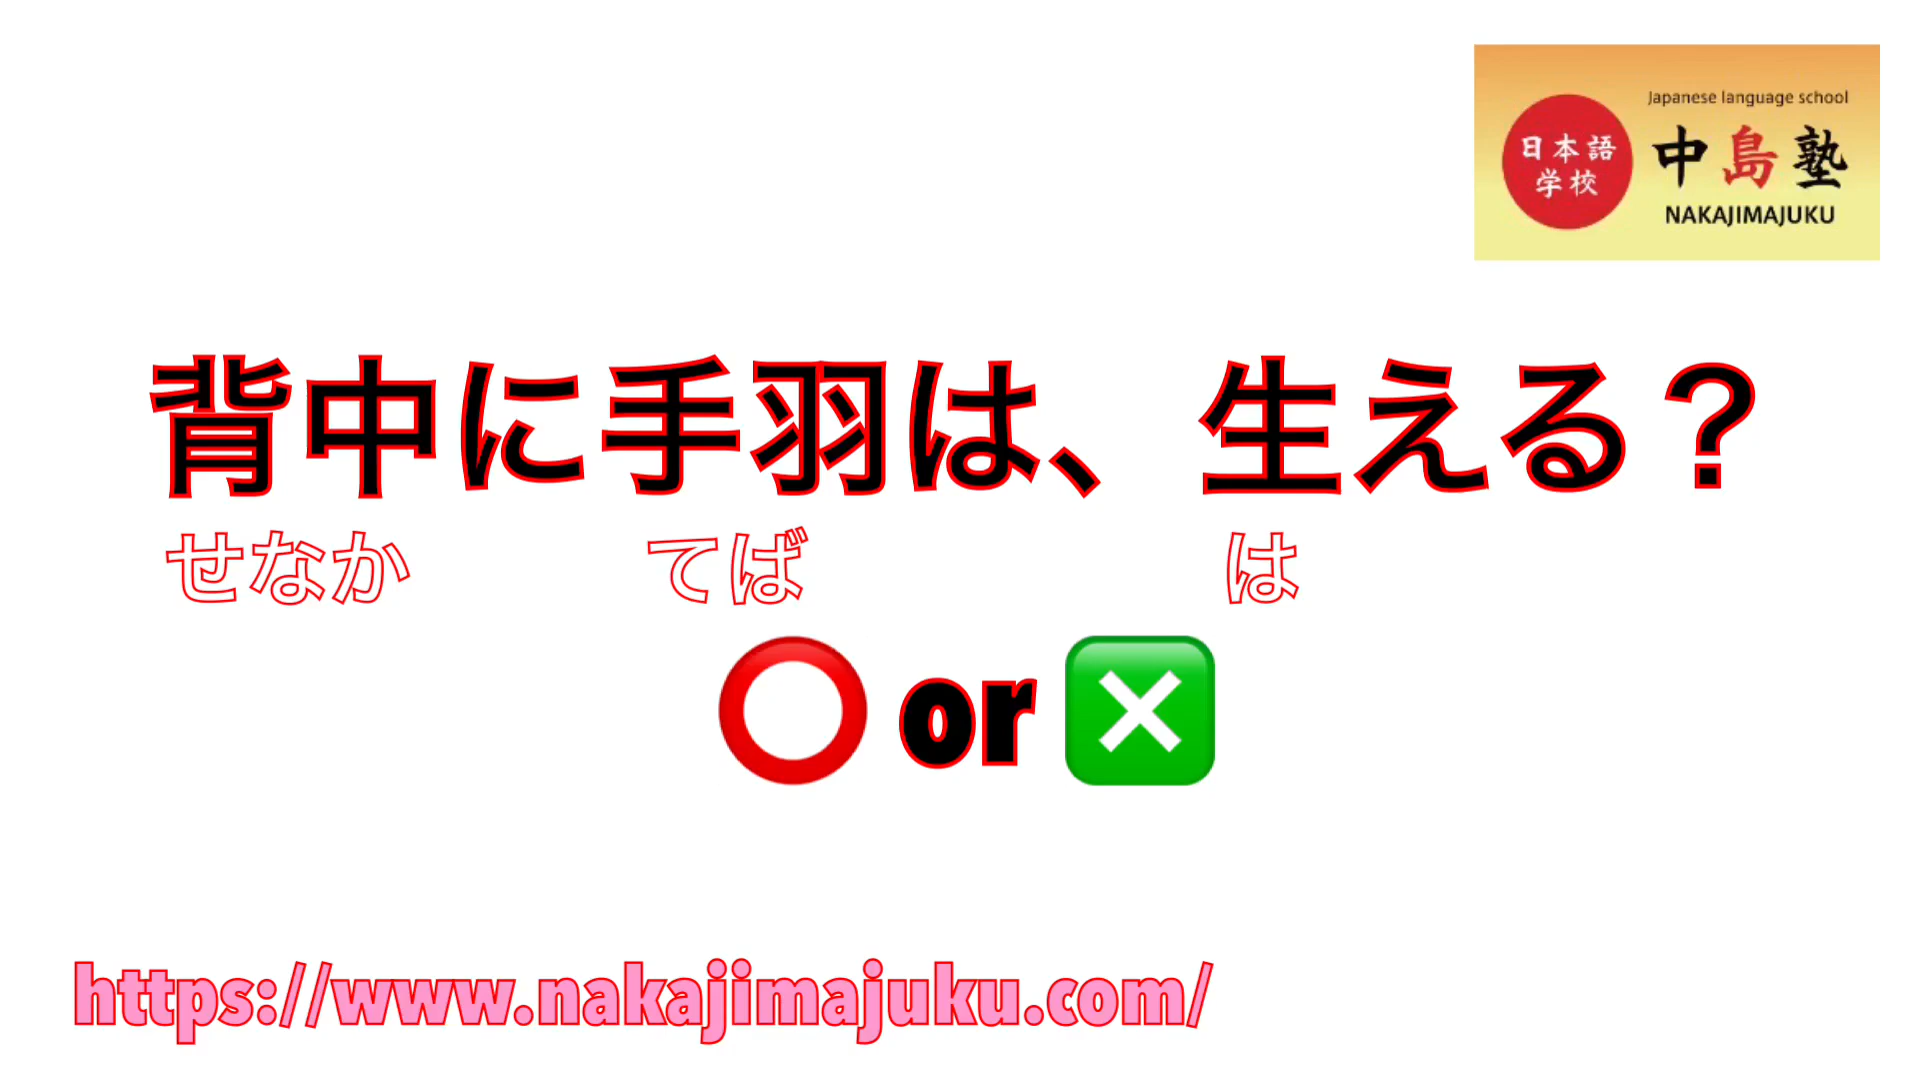 Japanese language school
日本語
学校
中島塾
NAKAJIMAJUKU
背中に手羽は、生える？
せなか てば は
⭕ or ❎
https://www.nakajimajuku.com/